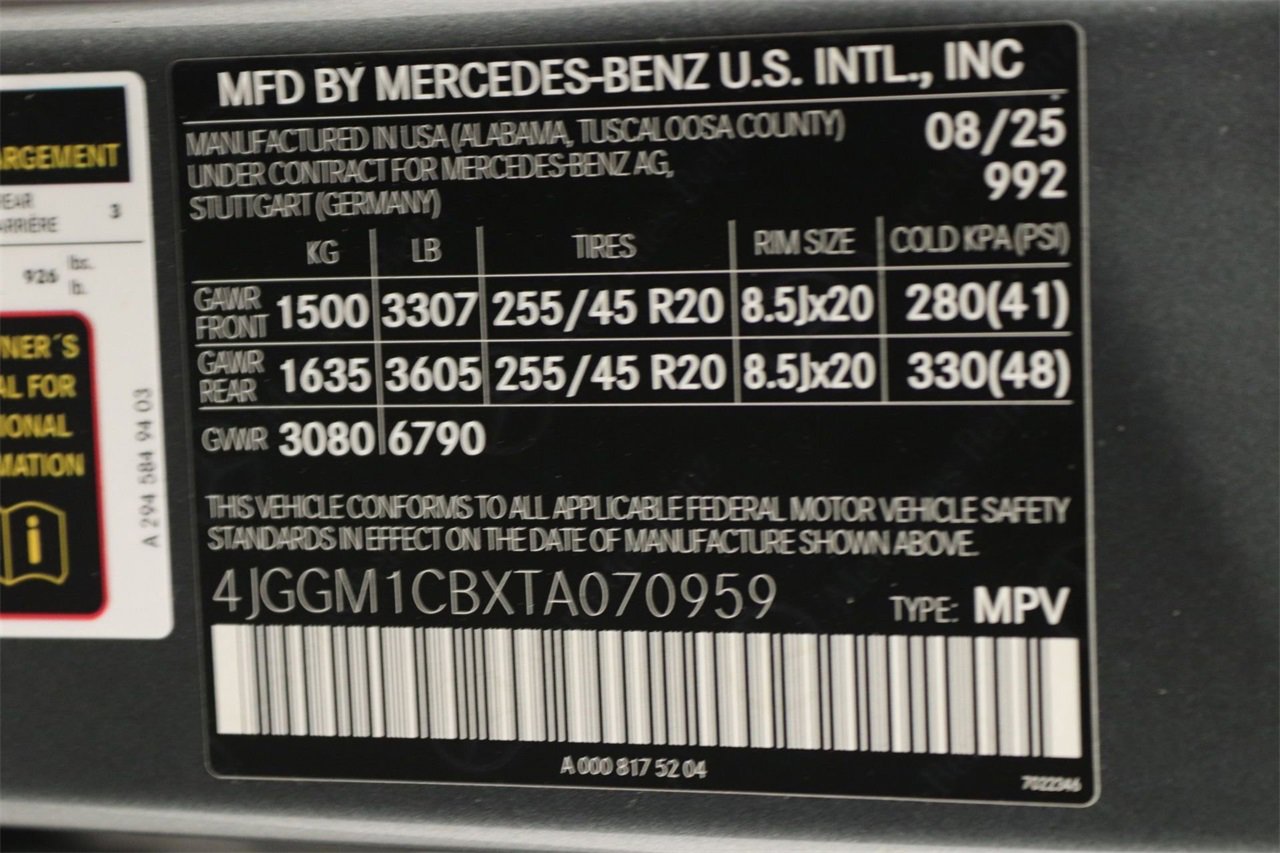 MFD BY MERCEDES-BENZ U.S. INTL., INC
MANUFACTURED IN USA (ALABAMA, TUSCALOOSA COUNTY)
UNDER CONTRACT FOR MERCEDES-BENZ AG,
STUTTGART (GERMANY)
08/25
992
KG LB TIRES RIM SIZE COLD KPA (PSI)
GAWR FRONT 1500 3307 255/45 R20 8.5Jx20 280(41)
GAWR REAR 1635 3605 255/45 R20 8.5Jx20 330(48)
GVWR 3080 6790
THIS VEHICLE CONFORMS TO ALL APPLICABLE FEDERAL MOTOR VEHICLE SAFETY
STANDARDS IN EFFECT ON THE DATE OF MANUFACTURE SHOWN ABOVE.
4JGGM1CBXTA070959
TYPE: MPV
A 000 817 52 04
7022346
ARGEMENT
EAR
ARRIÈRE 3
926 lbs.
lb.
NER´S
AL FOR
IONAL
MATION
A 294 584 94 03